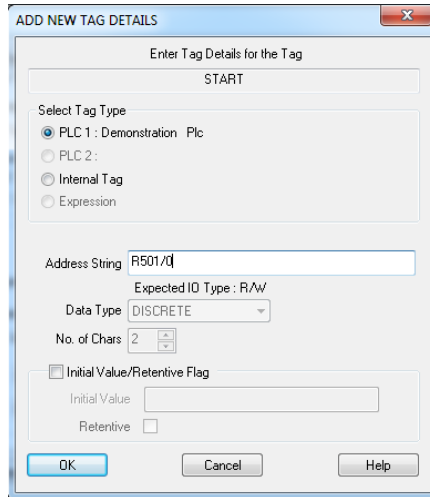 ADD NEW TAG DETAILS
Enter Tag Details for the Tag
START
Select Tag Type
PLC 1 : Demonstration Plc
PLC 2 :
Internal Tag
Expression
Address String R501/0
Expected IO Type : R/W
Data Type DISCRETE
No. of Chars 2
Initial Value/Retentive Flag
Initial Value
Retentive
OK Cancel Help